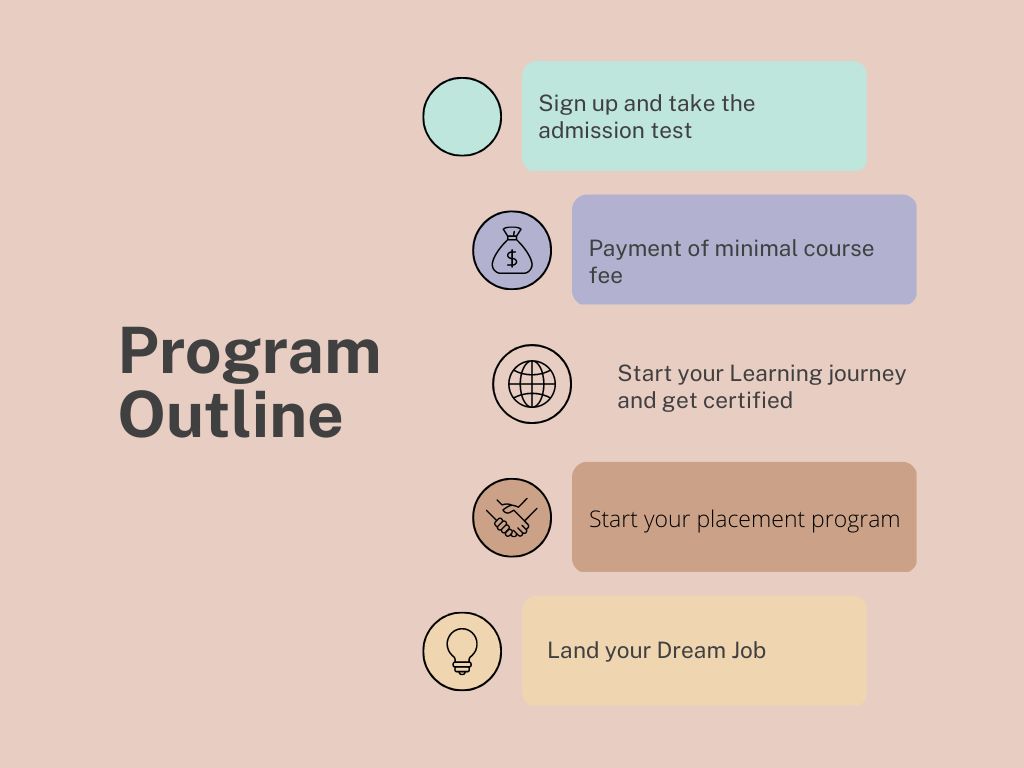 Program
Outline
Sign up and take the
admission test
$
Payment of minimal course
fee
Start your Learning journey
and get certified
Start your placement program
Land your Dream Job